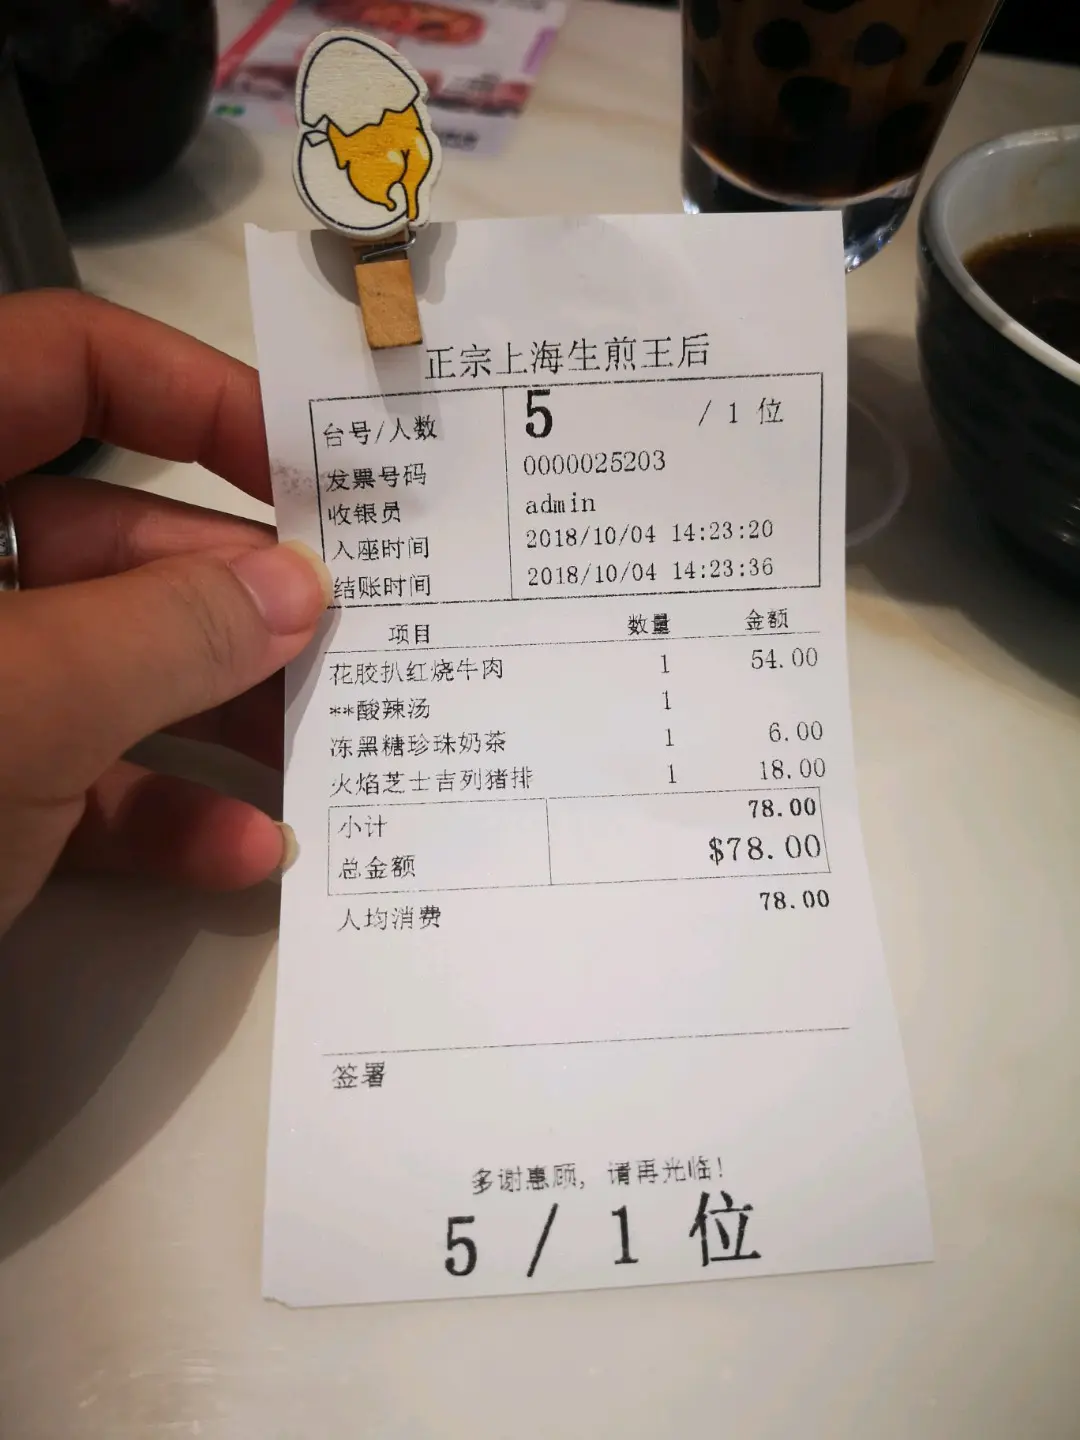 正宗上海生煎王后
台号/人数 5 / 1 位
发票号码 0000025203
收银员 admin
入座时间 2018/10/04 14:23:20
结账时间 2018/10/04 14:23:36
项目 数量 金额
花胶扒红烧牛肉 1 54.00
**酸辣汤 1
冻黑糖珍珠奶茶 1 6.00
火焰芝士吉列猪排 1 18.00
小计 78.00
总金额 $78.00
人均消费 78.00
签署
多谢惠顾, 请再光临!
5 / 1 位